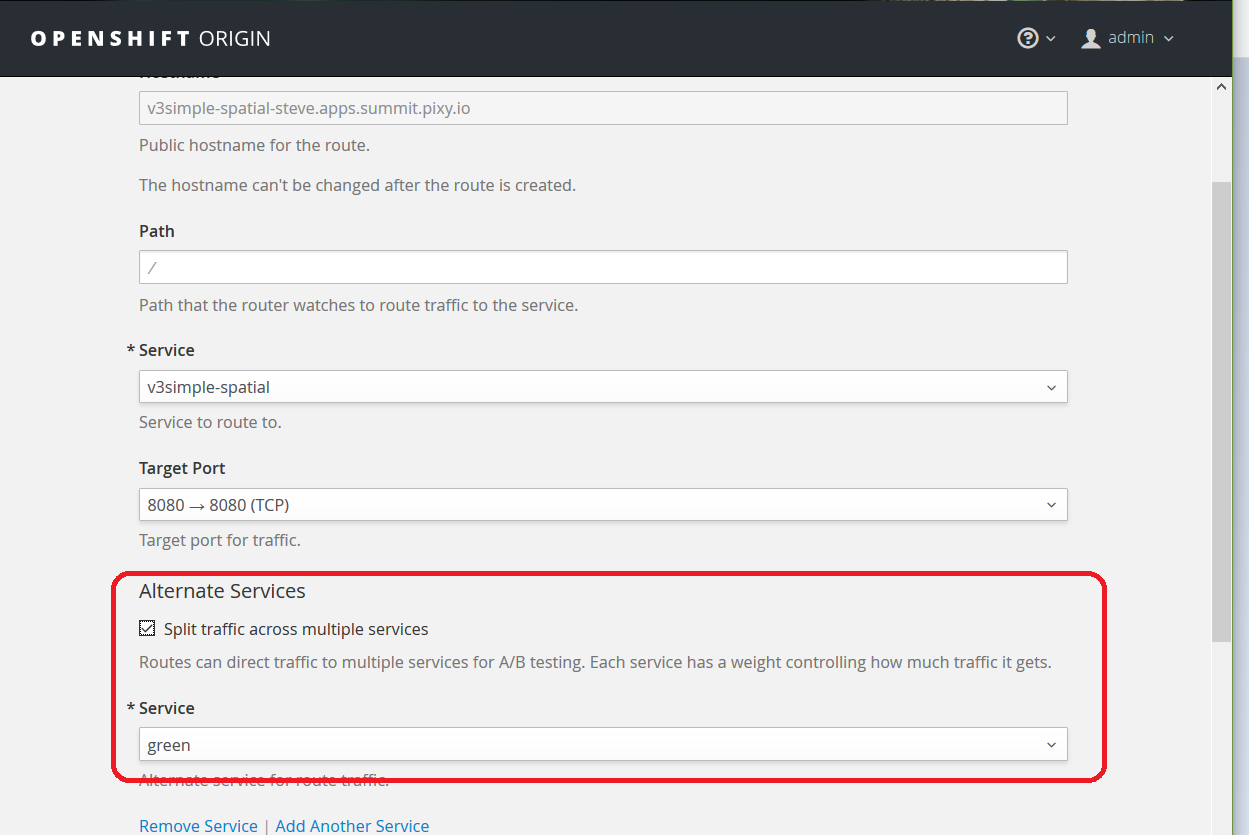 OPENSHIFT ORIGIN
admin
Hostname
v3simple-spatial-steve.apps.summit.pixy.io
Public hostname for the route.
The hostname can't be changed after the route is created.
Path
/
Path that the router watches to route traffic to the service.
* Service
v3simple-spatial
Service to route to.
Target Port
8080 → 8080 (TCP)
Target port for traffic.
Alternate Services
Split traffic across multiple services
Routes can direct traffic to multiple services for A/B testing. Each service has a weight controlling how much traffic it gets.
* Service
green
Alternate service for route traffic.
Remove Service | Add Another Service